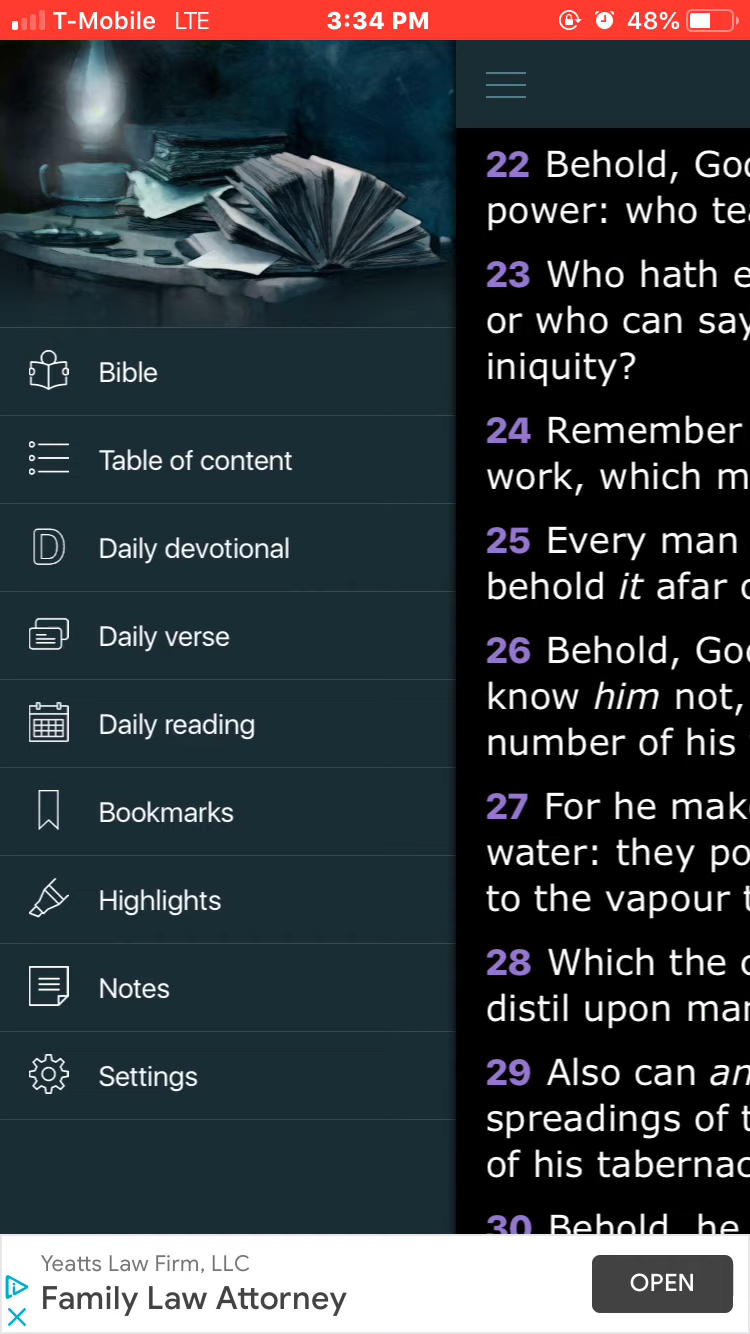 T-Mobile LTE 3:34 PM 48%
Bible
Table of content
Daily devotional
Daily verse
Daily reading
Bookmarks
Highlights
Notes
Settings
22 Behold,
power: who
23 Who hath
or who can say
iniquity?
24 Remember
work, which
25 Every man
behold it afar
26 Behold,
know him not,
number of his
27 For he
water: they
to the vapour
28 Which the
distil upon
29 Also can
spreadings of
of his
30 Behold, he
Yeatts Law Firm, LLC
Family Law Attorney
OPEN